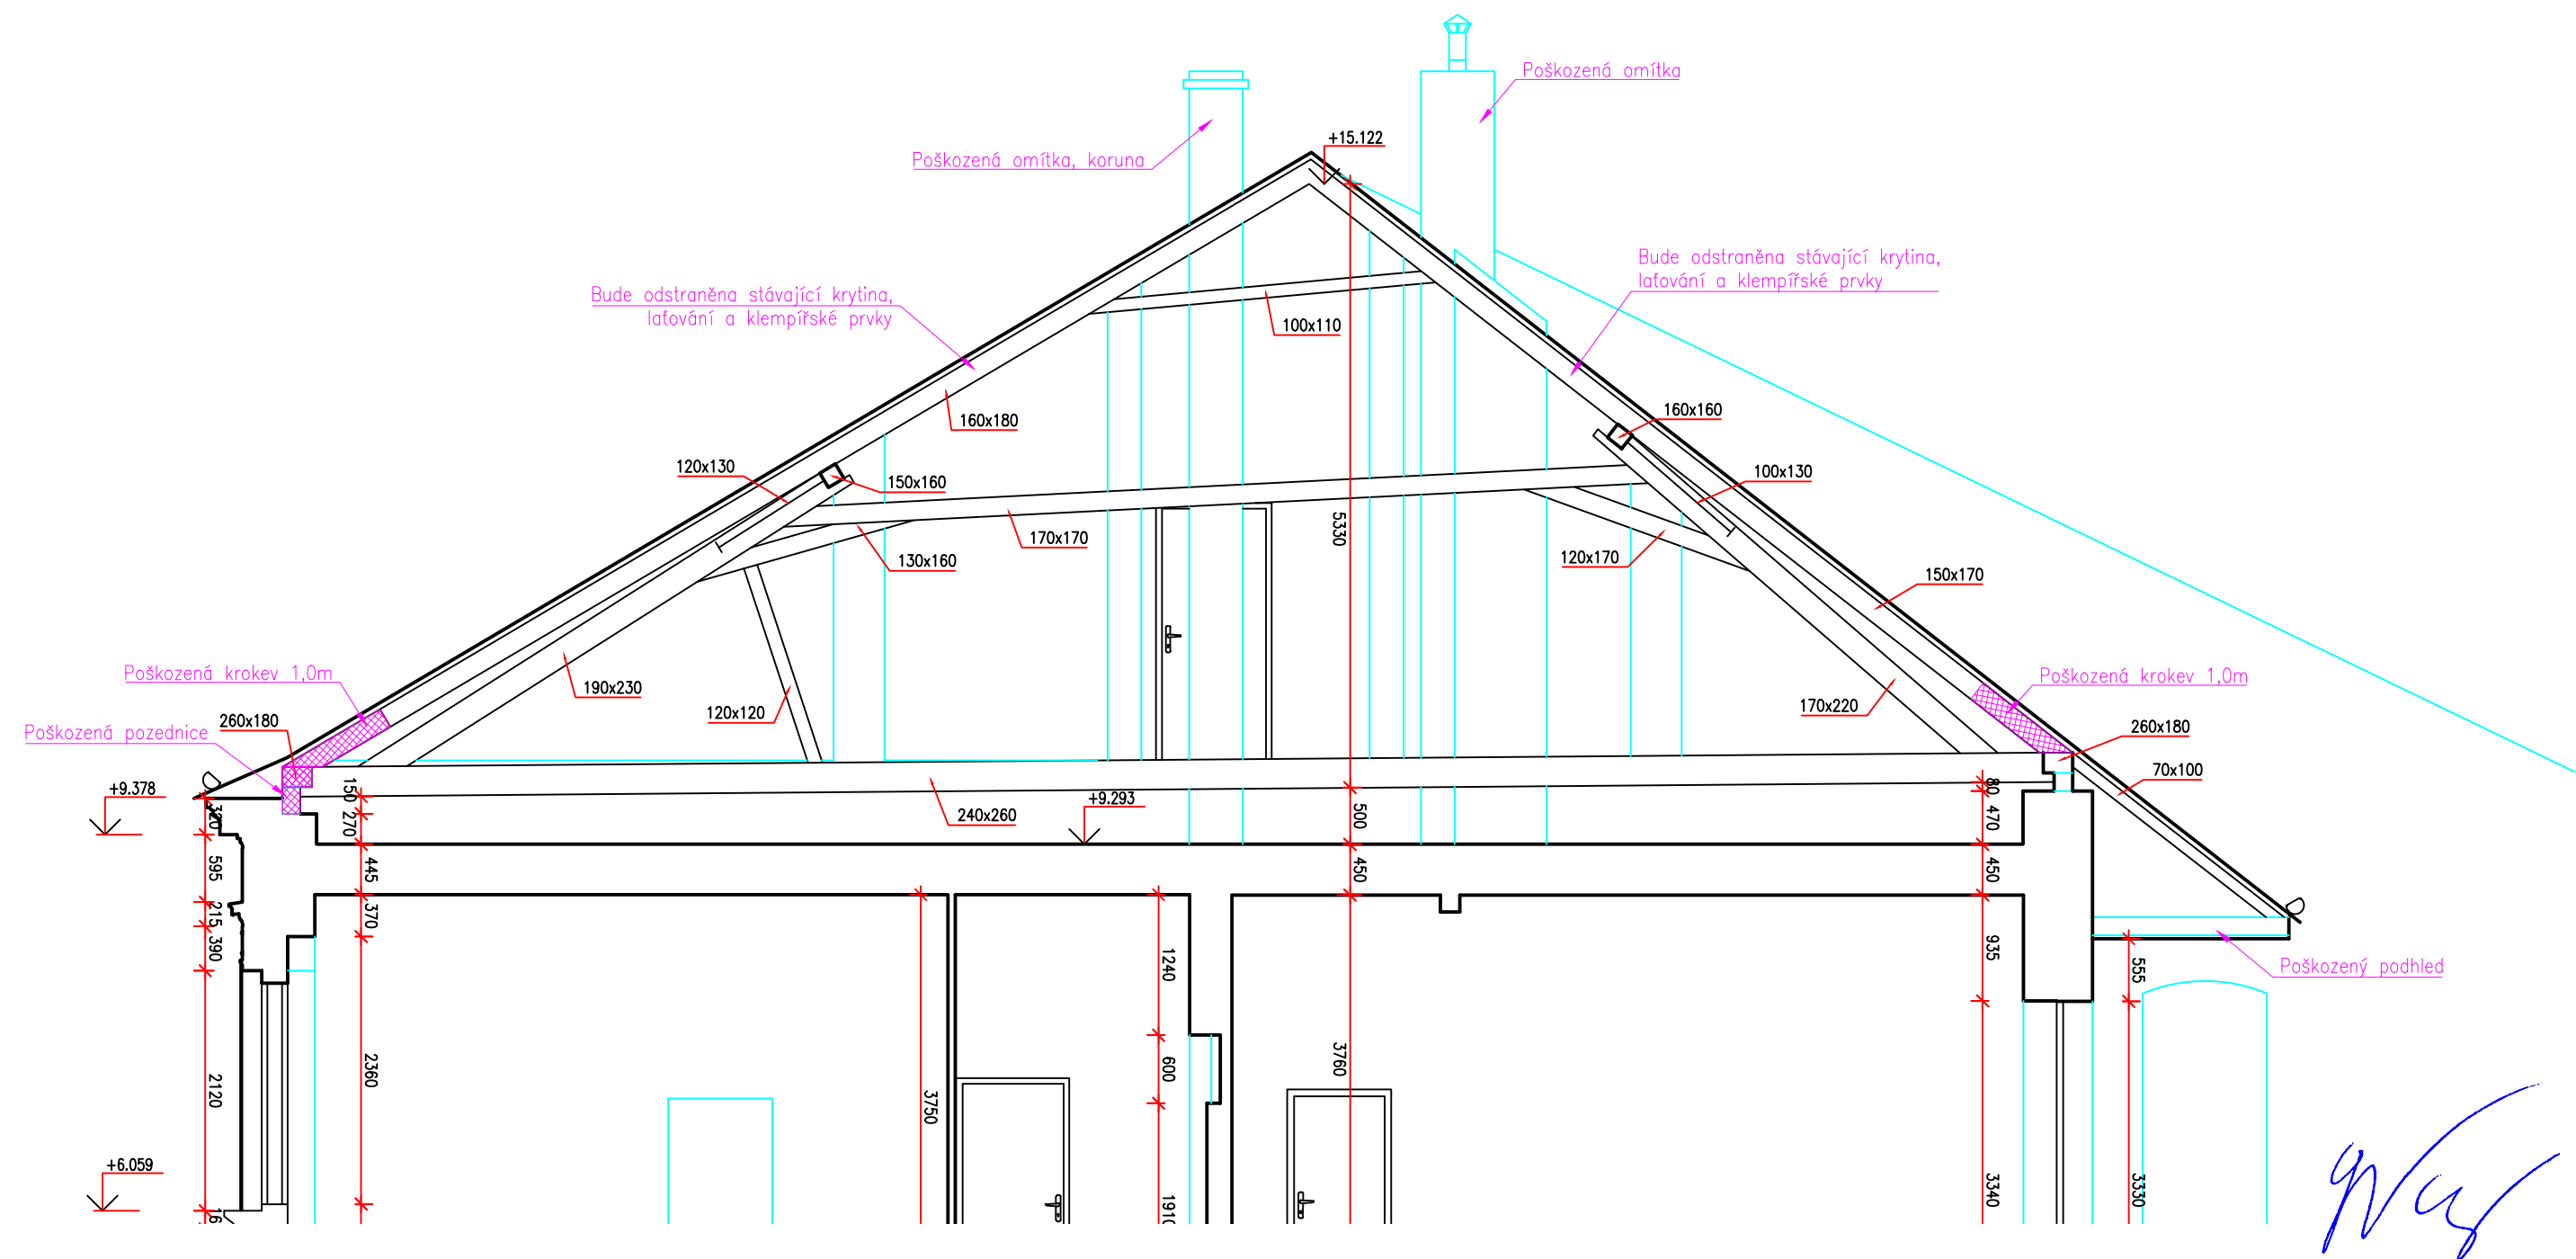 Poškozená omítka
+15.122
Poškozená omítka, koruna
Bude odstraněna stávající krytina,
laťování a klempířské prvky
Bude odstraněna stávající krytina,
laťování a klempířské prvky
100x110
160x180
160x160
120x130
150x160
100x130
5330
170x170
130x160
120x170
150x170
Poškozená krokev 1,0m
190x230
120x120
170x220
Poškozená krokev 1,0m
260x180
Poškozená pozednice
260x180
70x100
+9.378
150
320
270
240x260
+9.293
500
80
470
595
445
450
450
215
370
390
1240
935
555
Poškozený podhled
2120
2360
3750
600
3760
+6.059
16
1910
3340
3330